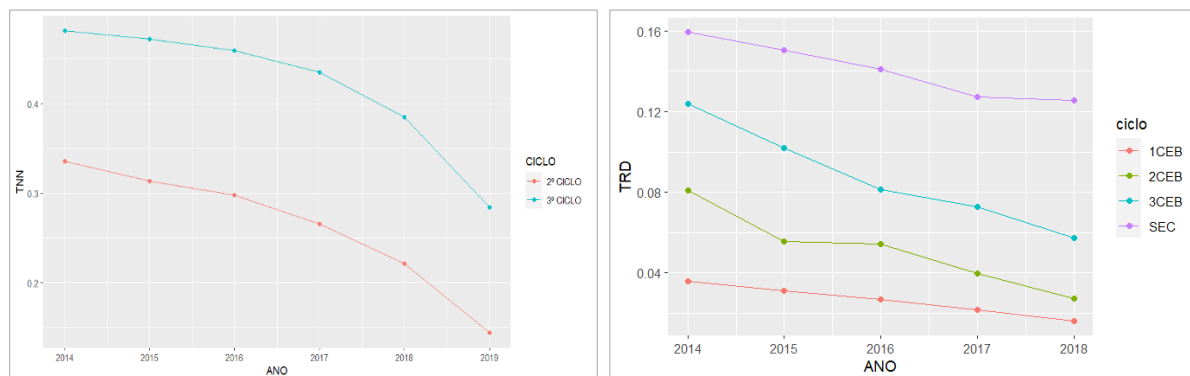 TNN
0.4
0.3
0.2
2014 2015 2016 2017 2018 2019
ANO
CICLO
2º CICLO
3º CICLO
TRD
0.16
0.12
0.08
0.04
2014 2015 2016 2017 2018
ANO
ciclo
1CEB
2CEB
3CEB
SEC